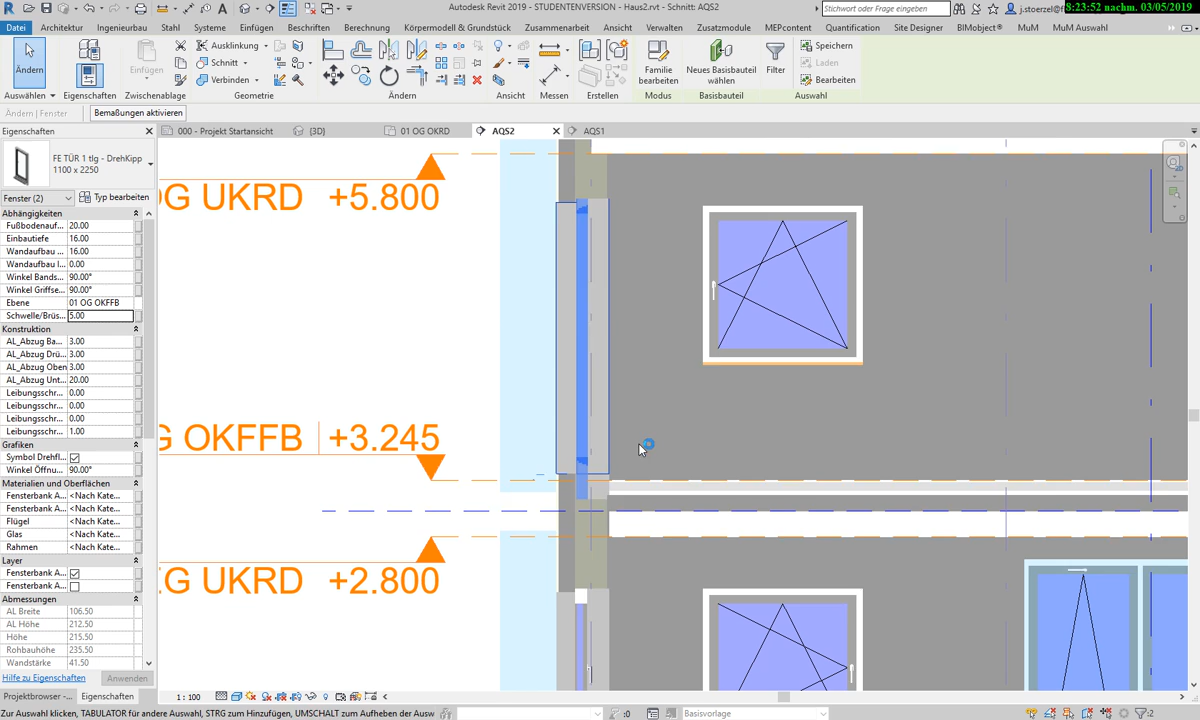 Autodesk Revit 2019 - STUDENTENVERSION - Haus2.rvt - Schnitt: AQS2
Stichwort oder Frage eingeben
j.stoerzel@f
8:23:52 nachm. 03/05/2019
Datei Architektur Ingenieurbau Stahl Systeme Einfügen Beschriften Körpermodell & Grundstück Zusammenarbeit Ansicht Verwalten Zusatzmodule MEPcontent Quantification Site Designer BIMobject® MuM MuM Auswahl
Ändern
Einfügen
Ausklinkung
Schnitt
Verbinden
Familie bearbeiten
Neues Basisbauteil wählen
Filter
Speichern
Laden
Bearbeiten
Auswählen Eigenschaften Zwischenablage Geometrie Ändern Ansicht Messen Erstellen Modus Basisbauteil Auswahl
Ändern | Fenster
Bemaßungen aktivieren
Eigenschaften
000 - Projekt Startansicht
{3D}
01 OG OKRD
AQS2
AQS1
FE TÜR 1 tlg - DrehKipp
1100 x 2250
Fenster (2)
Typ bearbeiten
Abhängigkeiten
Fußbodenauf... 20.00
Einbautiefe 16.00
Wandaufbau ... 16.00
Wandaufbau I... 0.00
Winkel Bands... 90.00°
Winkel Griffse... 90.00°
Ebene 01 OG OKFFB
Schwelle/Brüs... 5.00
Konstruktion
AL_Abzug Ba... 3.00
AL_Abzug Drü... 3.00
AL_Abzug Oben 3.00
AL_Abzug Unt... 20.00
Leibungsschr... 0.00
Leibungsschr... 0.00
Leibungsschr... 0.00
Leibungsschr... 1.00
Grafiken
Symbol Drehfl...
Winkel Öffnu... 90.00°
Materialien und Oberflächen
Fensterbank A... <Nach Kate...
Fensterbank A... <Nach Kate...
Flügel <Nach Kate...
Glas <Nach Kate...
Rahmen <Nach Kate...
Layer
Fensterbank A...
Fensterbank A...
Abmessungen
AL Breite 106.50
AL Höhe 212.50
Höhe 215.50
Rohbauhöhe 235.50
Wandstärke 41.50
Hilfe zu Eigenschaften
Anwenden
Projektbrowser -...
Eigenschaften
OG UKRD +5.800
G OKFFB +3.245
EG UKRD +2.800
1 : 100
Zur Auswahl klicken, TABULATOR für andere Auswahl, STRG zum Hinzufügen, UMSCHALT zum Aufheben der Ausw
:0
Basisvorlage
:2